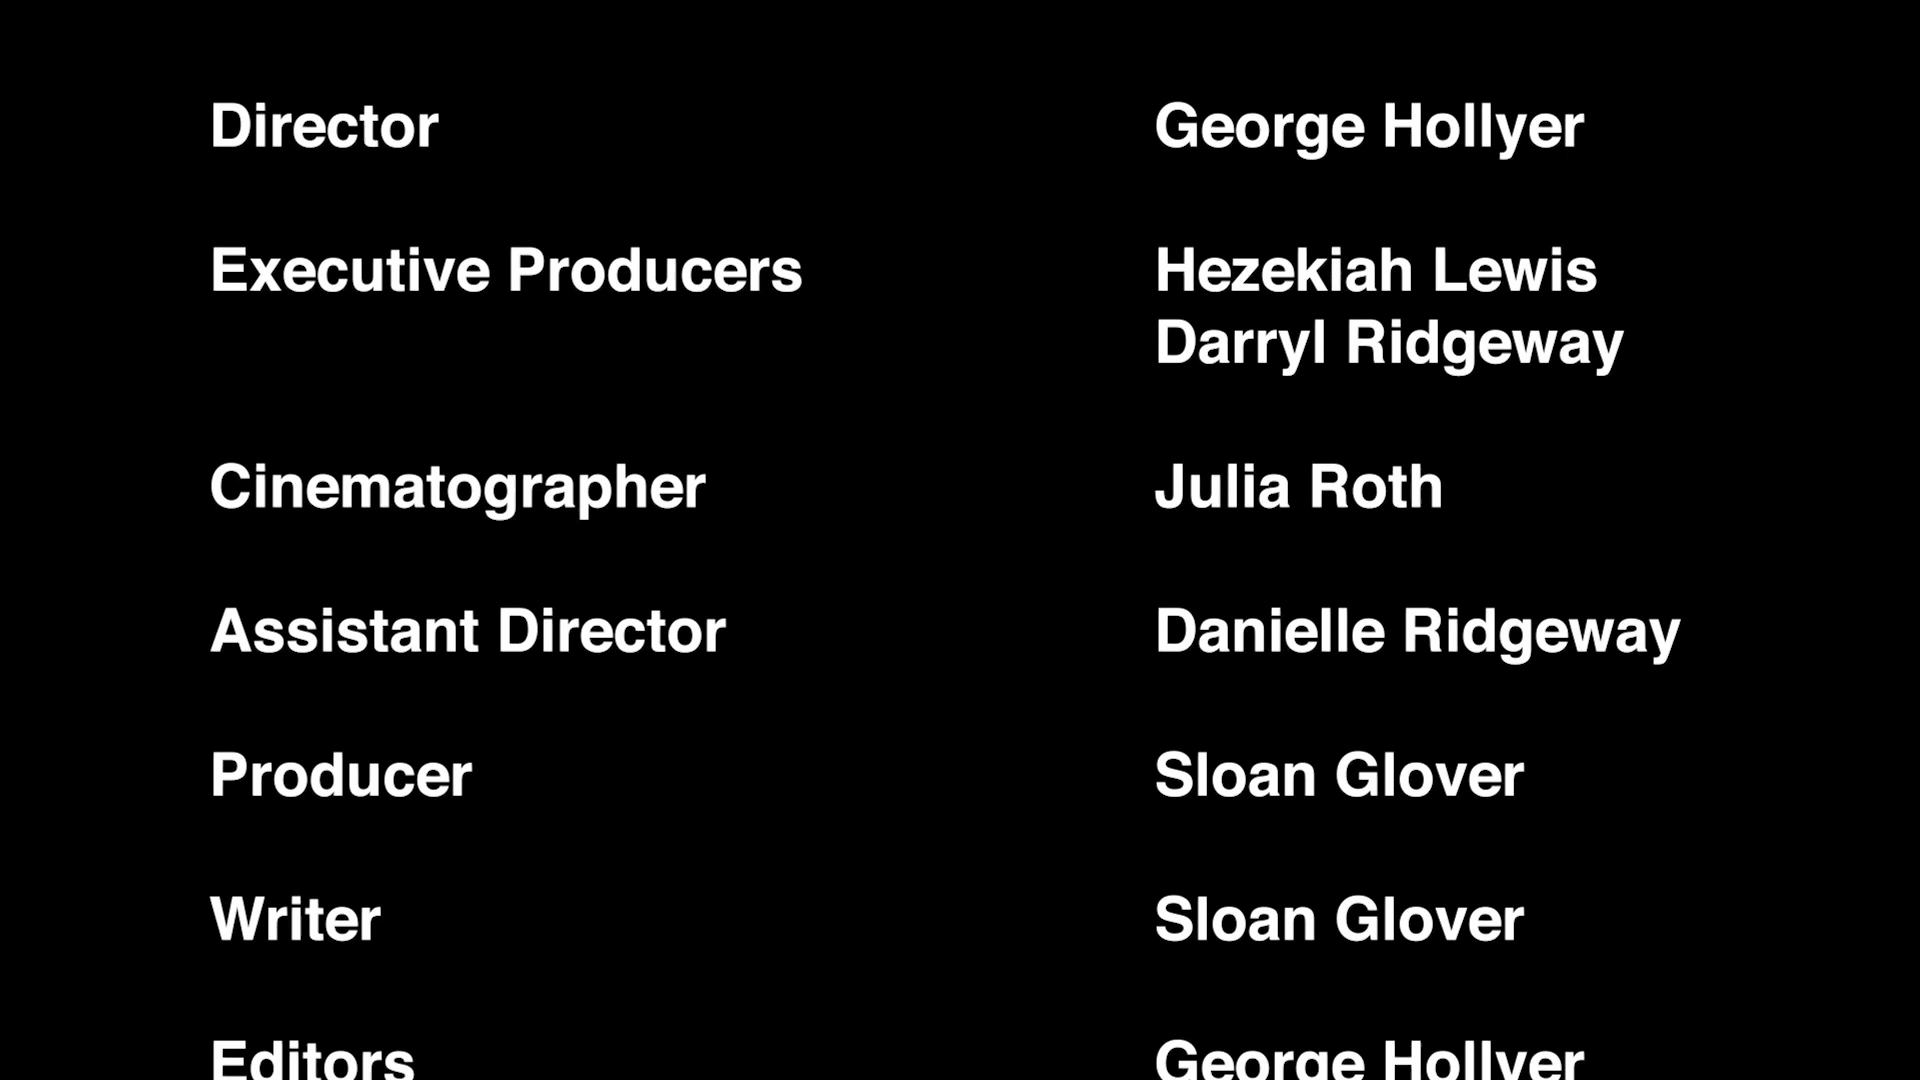 Director George Hollyer
Executive Producers Hezekiah Lewis
Darryl Ridgeway
Cinematographer Julia Roth
Assistant Director Danielle Ridgeway
Producer Sloan Glover
Writer Sloan Glover
Editors George Hollyer